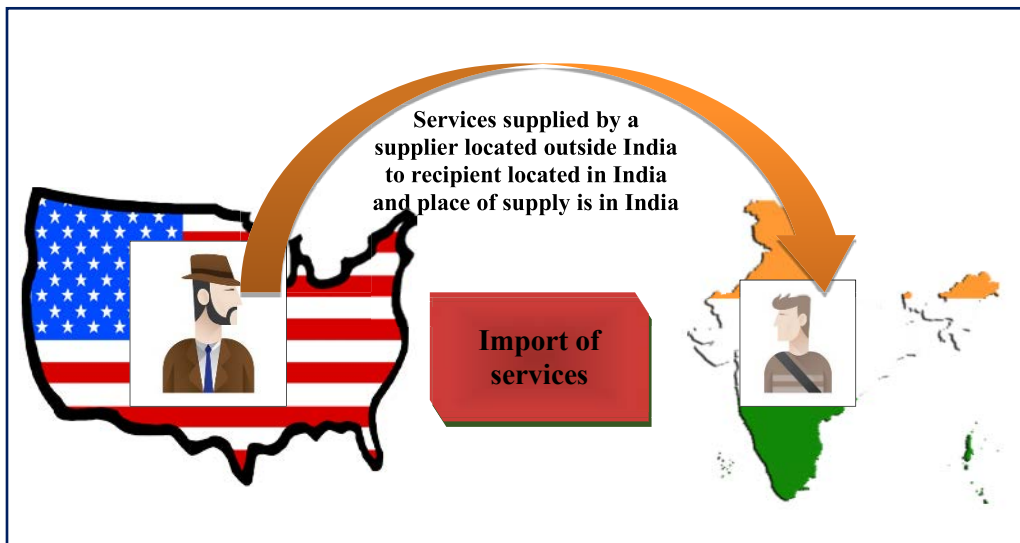 Services supplied by a
supplier located outside India
to recipient located in India
and place of supply is in India
Import of
services